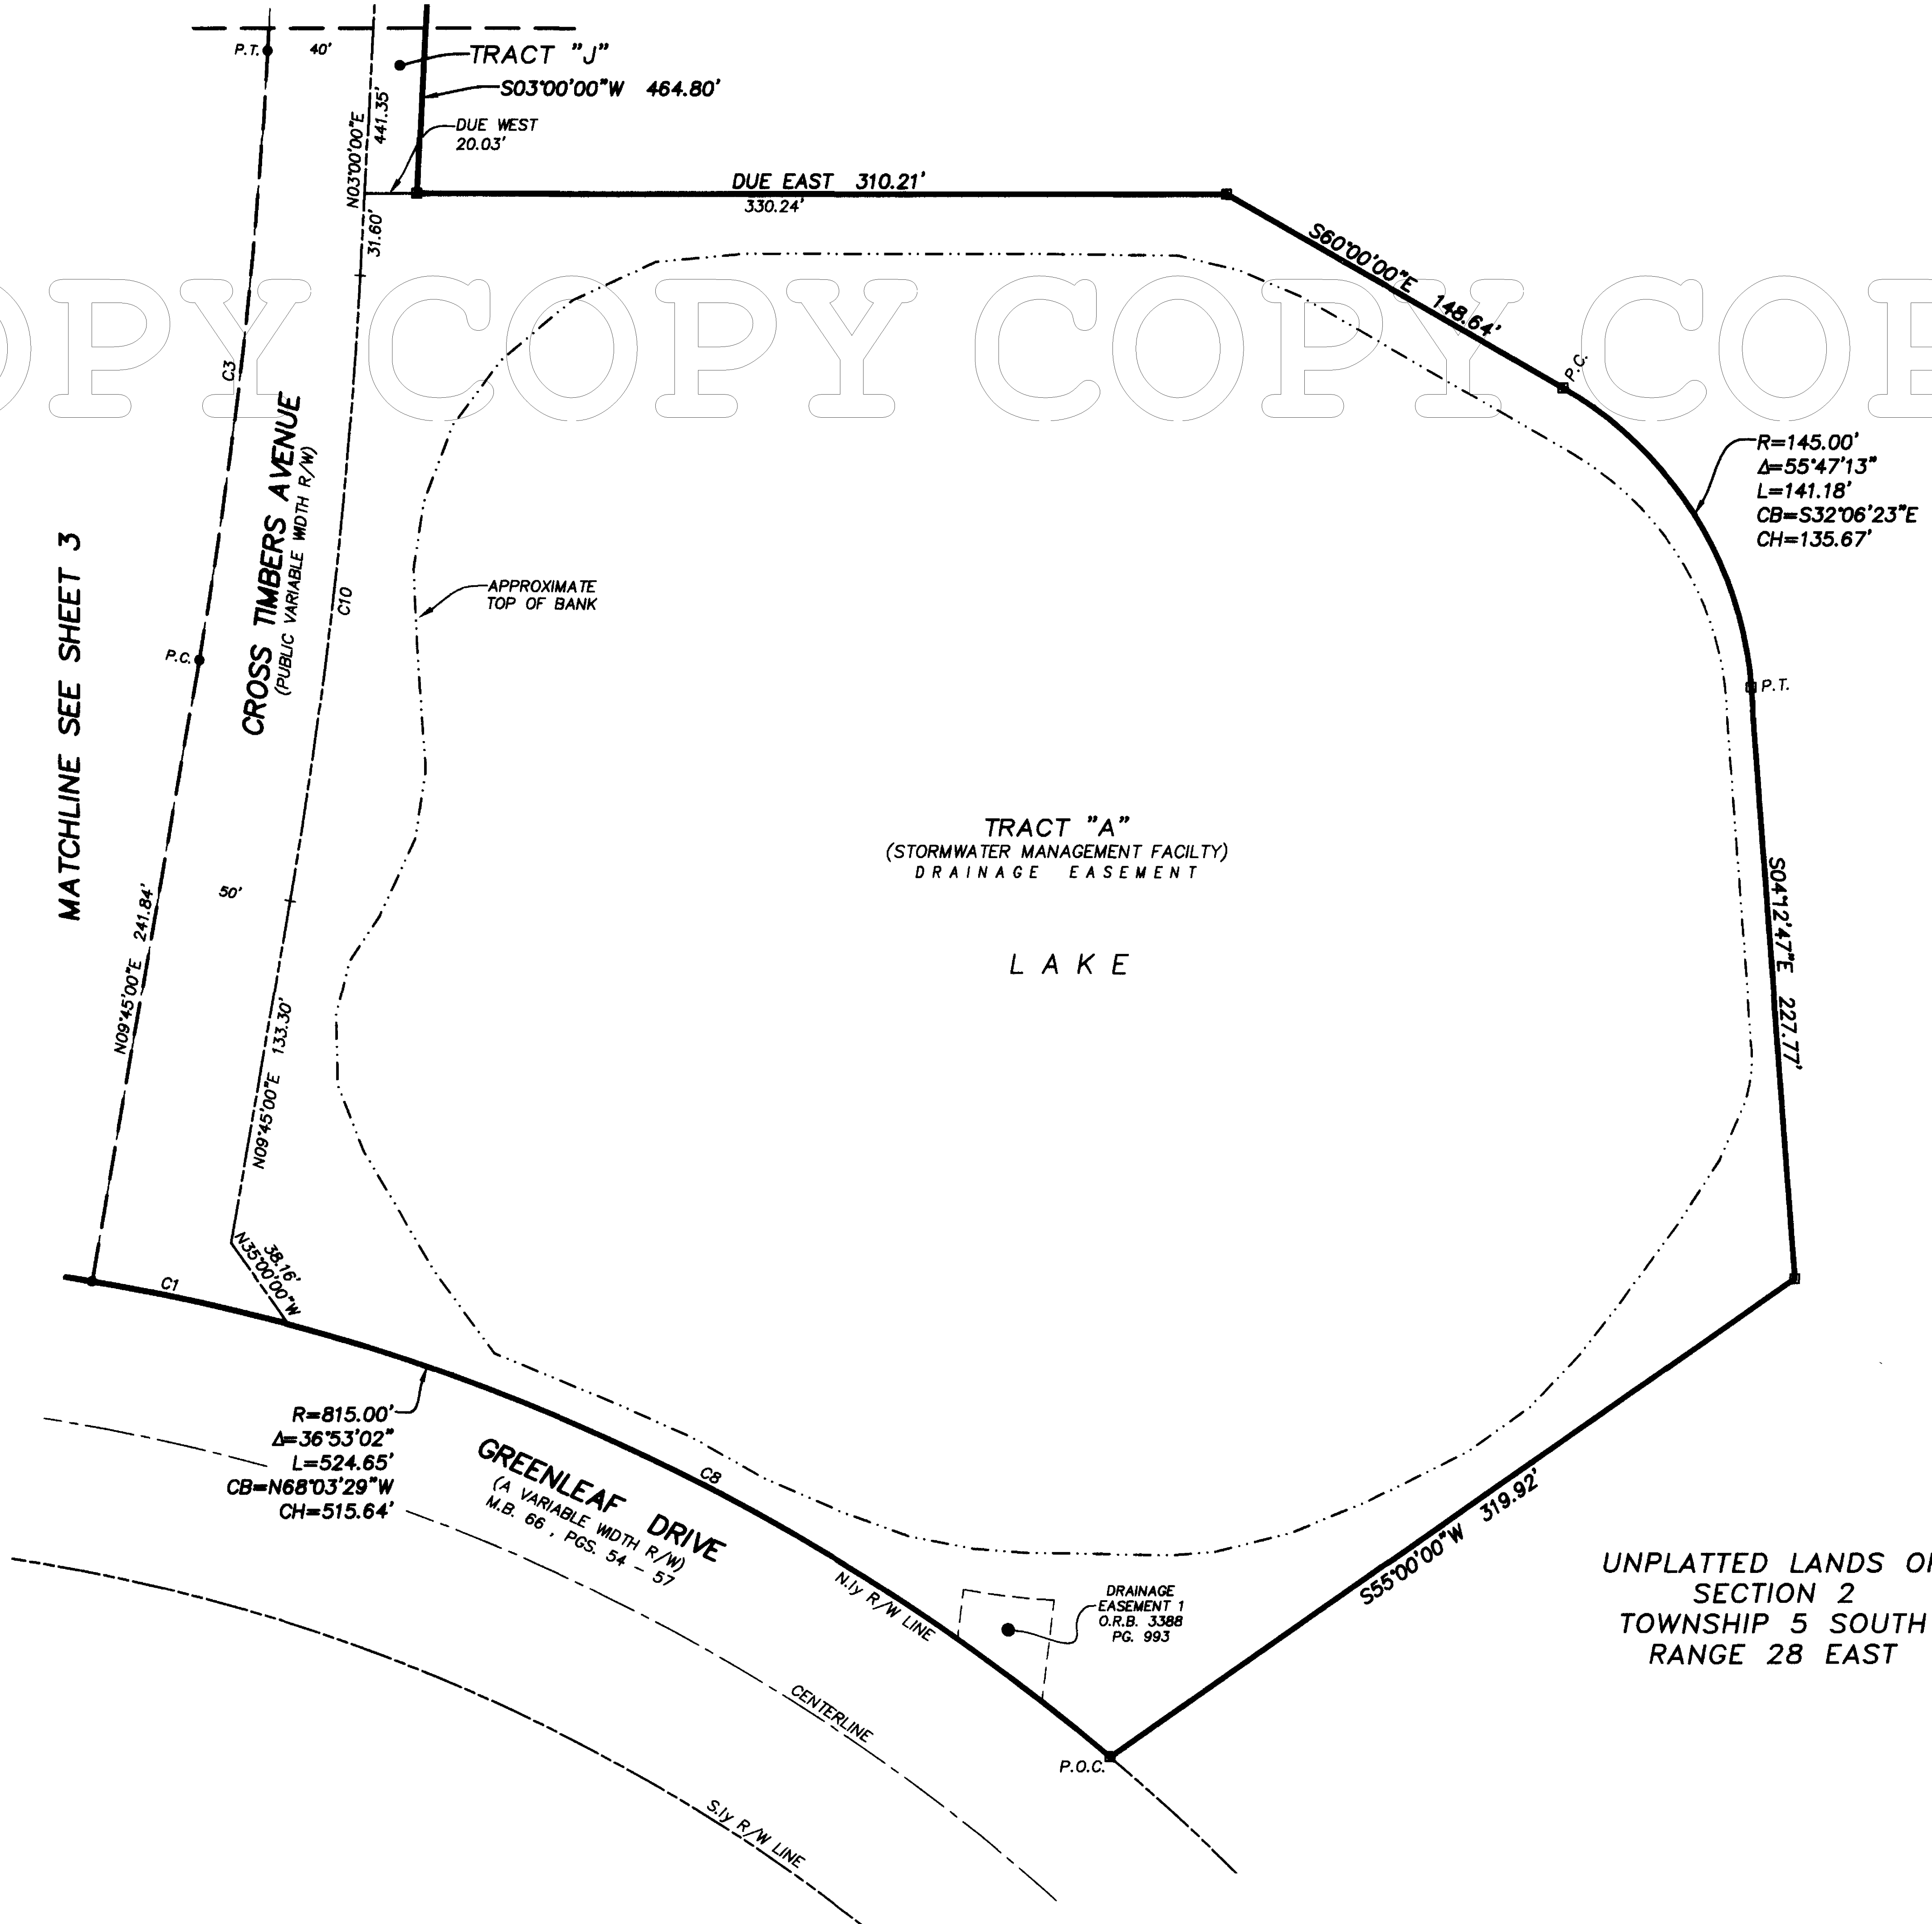 P.T.
40'
TRACT "J"
S03°00'00"W 464.80'
N03°00'00"E
441.35'
DUE WEST
20.03'
DUE EAST 310.21'
330.24'
31.60'
S60°00'00"E 148.64'
COPY COPY COPY
P.C.
R=145.00'
Δ=55°47'13"
L=141.18'
CB=S32°06'23"E
CH=135.67'
C3
CROSS TIMBERS AVENUE
(PUBLIC VARIABLE WIDTH R/W)
C10
APPROXIMATE
TOP OF BANK
MATCHLINE SEE SHEET 3
P.C.
P.T.
TRACT "A"
(STORMWATER MANAGEMENT FACILTY)
DRAINAGE EASEMENT
LAKE
50'
S04°12'47"E 227.77'
N09°45'00"E 241.84'
N09°45'00"E 133.30'
38.16'
N35°00'00"W
C1
R=815.00'
Δ=36°53'02"
L=524.65'
CB=N68°03'29"W
CH=515.64'
GREENLEAF DRIVE
(A VARIABLE WIDTH R/W)
M.B. 66 , PGS. 54 - 57
C8
N.ly R/W LINE
S55°00'00"W 319.92'
DRAINAGE
EASEMENT 1
O.R.B. 3388
PG. 993
UNPLATTED LANDS OF
SECTION 2
TOWNSHIP 5 SOUTH
RANGE 28 EAST
CENTERLINE
P.O.C.
S.ly R/W LINE